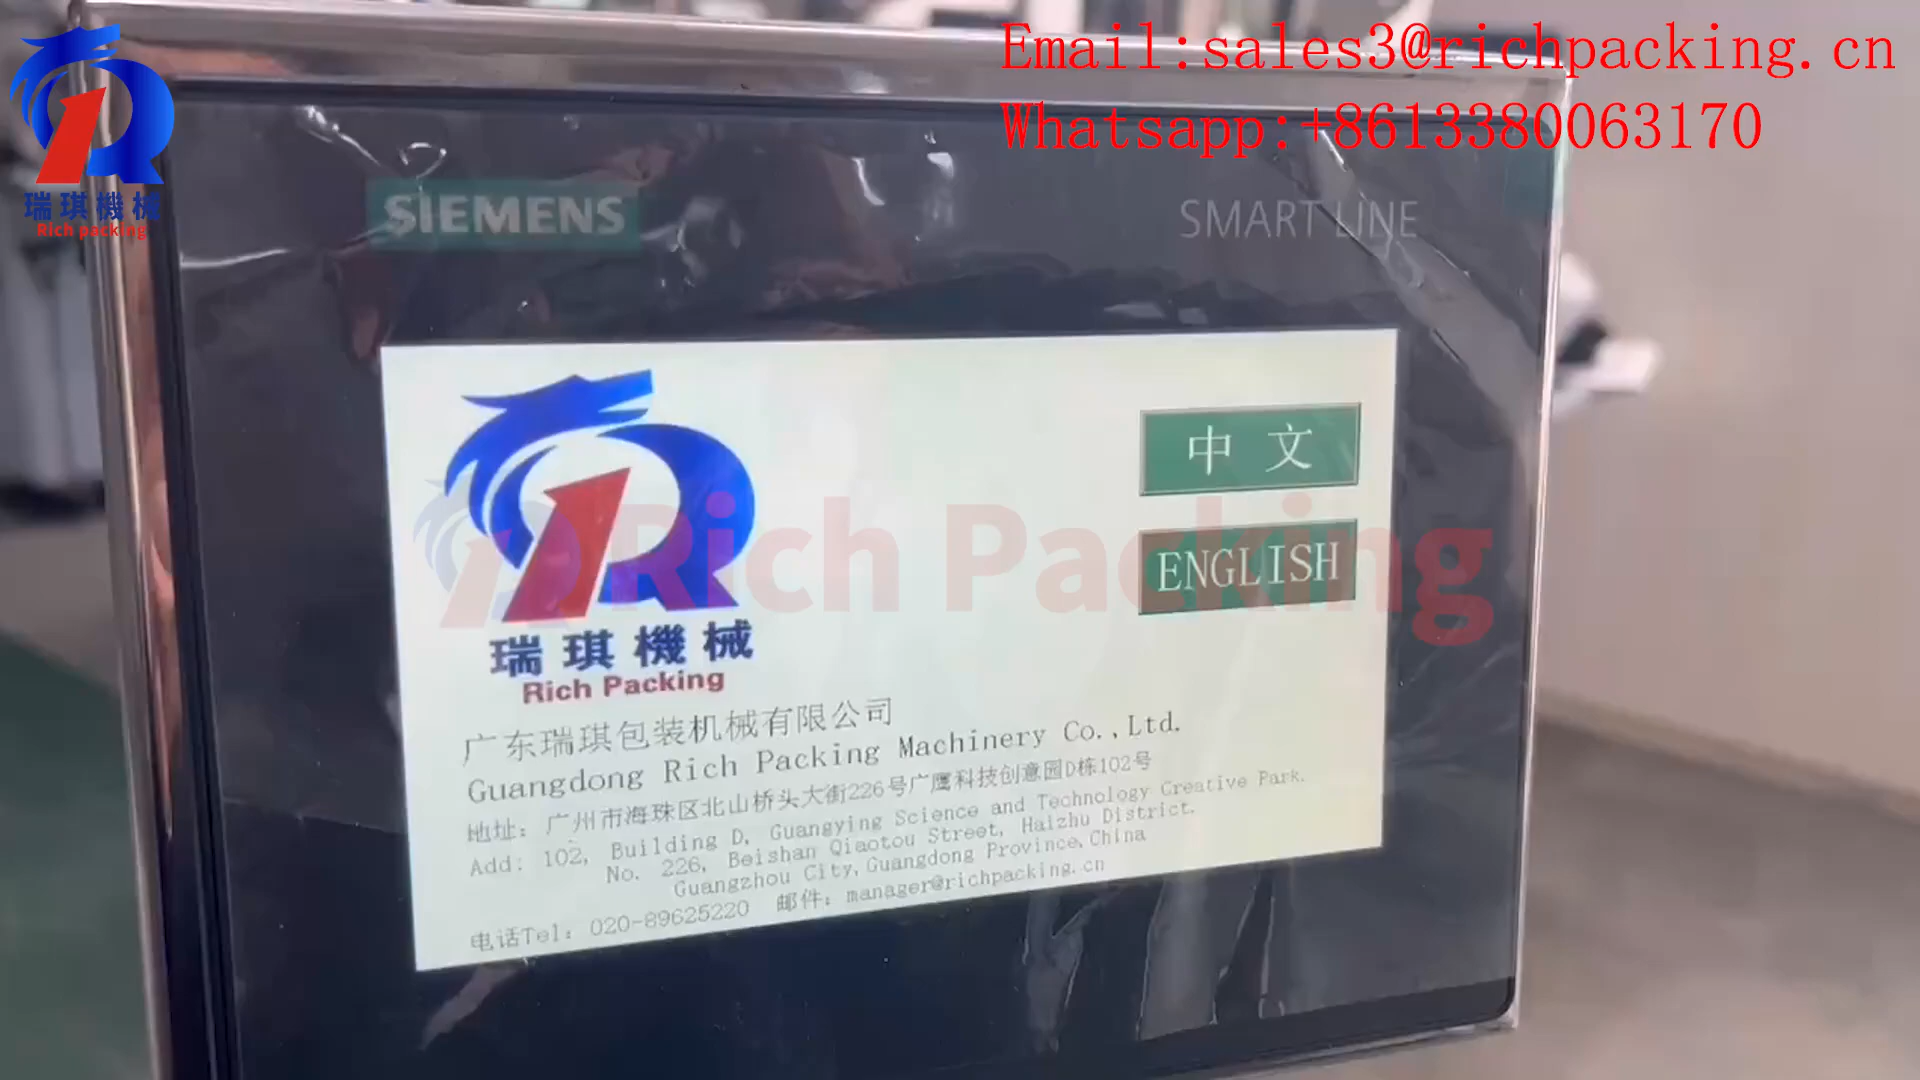 Email:sales3@richpacking.cn
Whatsapp:+8613380063170
瑞琪機械
Rich packing
SIEMENS
SMART LINE
中 文
ENGLISH
Rich Packing
瑞琪機械
Rich Packing
广东瑞琪包装机械有限公司
Guangdong Rich Packing Machinery Co.,Ltd.
地址：广州市海珠区北山桥头大街226号广鹰科技创意园D栋102号
Add: 102, Building D, Guangying Science and Technology Creative Park.
No. 226, Beishan Qiaotou Street, Haizhu District.
Guangzhou City,Guangdong Province,China
电话Tel：020-89625220 邮件：manager@richpacking.cn